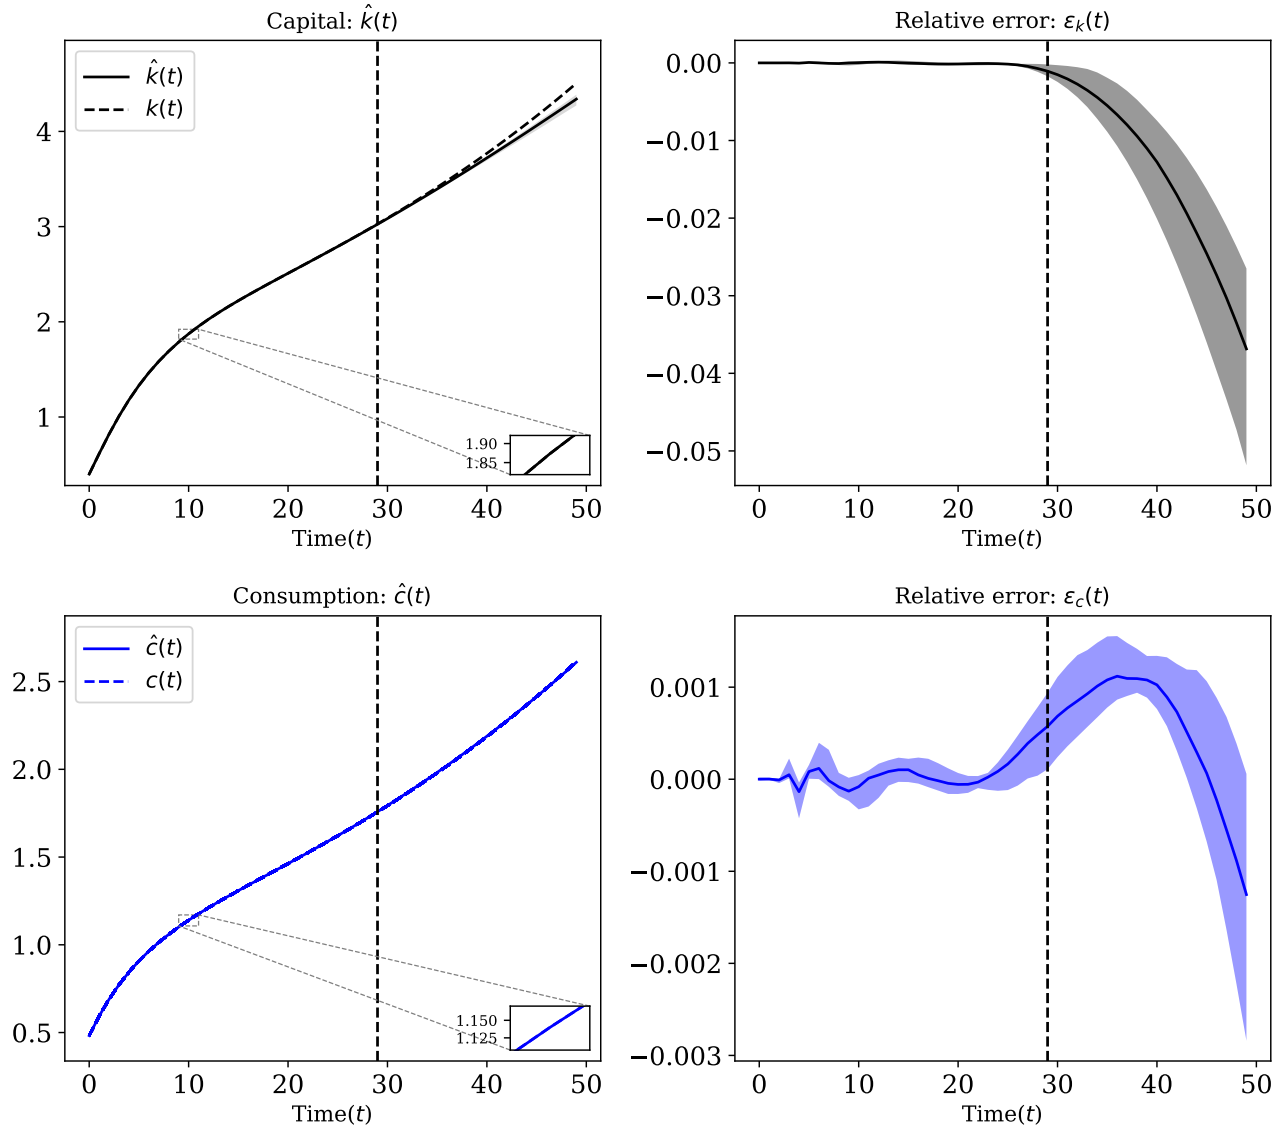 Capital: k̂(t)
k̂(t)
k(t)
4
3
2
1
1.90
1.85
0 10 20 30 40 50
Time(t)
Relative error: ε_k(t)
0.00
−0.01
−0.02
−0.03
−0.04
−0.05
0 10 20 30 40 50
Time(t)
Consumption: ĉ(t)
ĉ(t)
c(t)
2.5
2.0
1.5
1.0
0.5
1.150
1.125
0 10 20 30 40 50
Time(t)
Relative error: ε_c(t)
0.001
0.000
−0.001
−0.002
−0.003
0 10 20 30 40 50
Time(t)